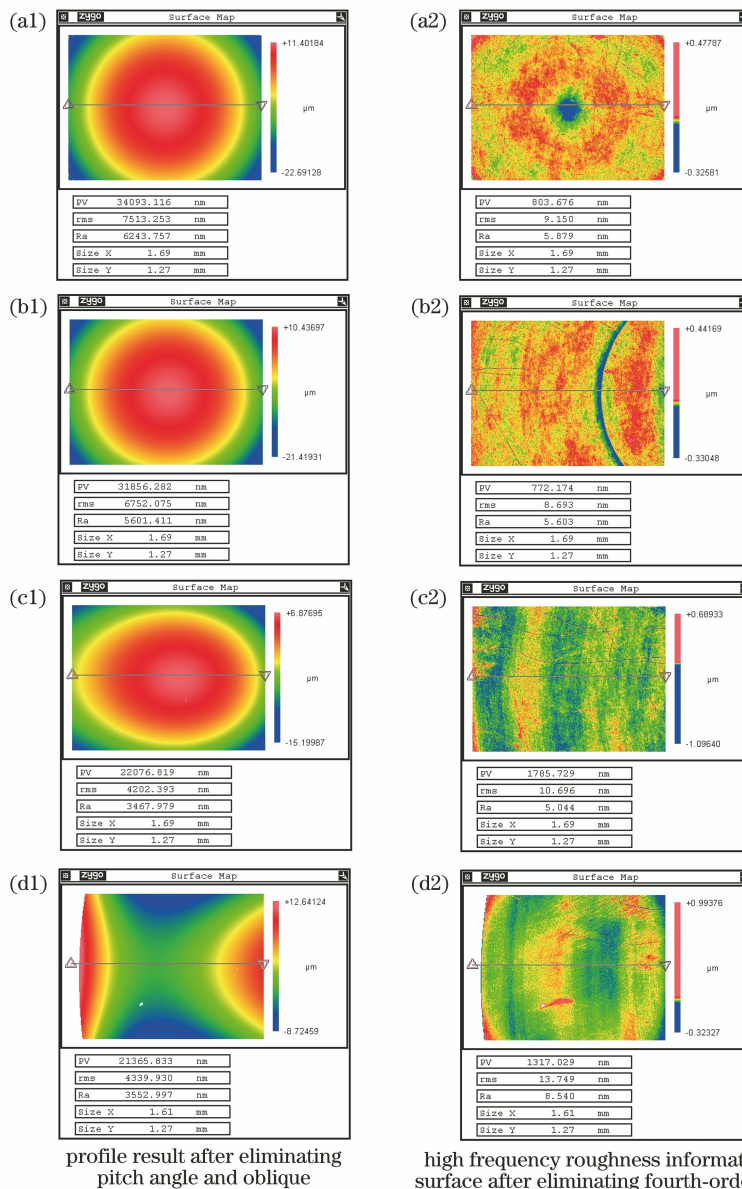 (a1)
zygo Surface Map
+11.40184
μm
-22.69128
PV 34093.116 nm
rms 7513.253 nm
Ra 6243.757 nm
Size X 1.69 mm
Size Y 1.27 mm
(a2)
zygo Surface Map
+0.47787
μm
-0.32581
PV 803.676 nm
rms 9.150 nm
Ra 5.879 nm
Size X 1.69 mm
Size Y 1.27 mm
(b1)
zygo Surface Map
+10.43697
μm
-21.41931
PV 31856.282 nm
rms 6752.075 nm
Ra 5601.411 nm
Size X 1.69 mm
Size Y 1.27 mm
(b2)
zygo Surface Map
+0.44169
μm
-0.33048
PV 772.174 nm
rms 8.693 nm
Ra 5.603 nm
Size X 1.69 mm
Size Y 1.27 mm
(c1)
zygo Surface Map
+6.87695
μm
-15.19987
PV 22076.819 nm
rms 4202.393 nm
Ra 3467.979 nm
Size X 1.69 mm
Size Y 1.27 mm
(c2)
zygo Surface Map
+0.68933
μm
-1.09640
PV 1785.729 nm
rms 10.696 nm
Ra 5.044 nm
Size X 1.69 mm
Size Y 1.27 mm
(d1)
zygo Surface Map
+12.64124
μm
-8.72459
PV 21365.833 nm
rms 4339.930 nm
Ra 3552.997 nm
Size X 1.61 mm
Size Y 1.27 mm
(d2)
zygo Surface Map
+0.99376
μm
-0.32327
PV 1317.029 nm
rms 13.749 nm
Ra 8.540 nm
Size X 1.61 mm
Size Y 1.27 mm
profile result after eliminating
pitch angle and oblique
high frequency roughness informat
surface after eliminating fourth-orde